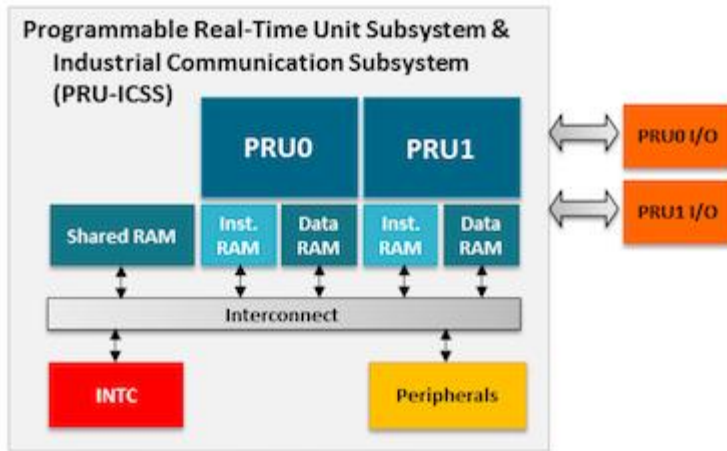 Programmable Real-Time Unit Subsystem &
Industrial Communication Subsystem
(PRU-ICSS)
PRU0
PRU1
PRU0 I/O
PRU1 I/O
Shared RAM
Inst.
RAM
Data
RAM
Inst.
RAM
Data
RAM
Interconnect
INTC
Peripherals